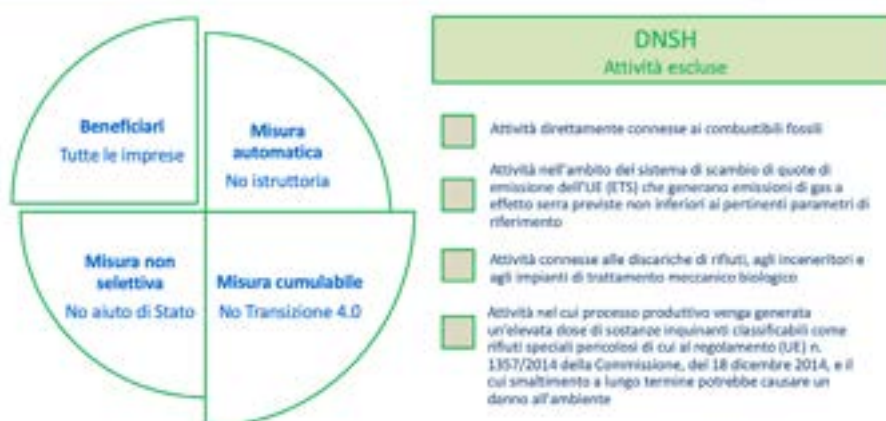 Beneficiari
Tutte le imprese
Misura
automatica
No istruttoria
Misura non
selettiva
No aiuto di Stato
Misura cumulabile
No Transizione 4.0
DNSH
Attività escluse
Attività direttamente connesse ai combustibili fossili
Attività nell'ambito del sistema di scambio di quote di
emissione dell'UE (ETS) che generano emissioni di gas a
effetto serra previste non inferiori ai pertinenti parametri di
riferimento
Attività connesse alle discariche di rifiuti, agli inceneritori e
agli impianti di trattamento meccanico biologico
Attività nel cui processo produttivo venga generata
un'elevata dose di sostanze inquinanti classificabili come
rifiuti speciali pericolosi di cui al regolamento (UE) n.
1357/2014 della Commissione, del 18 dicembre 2014, e il
cui smaltimento a lungo termine potrebbe causare un
danno all'ambiente